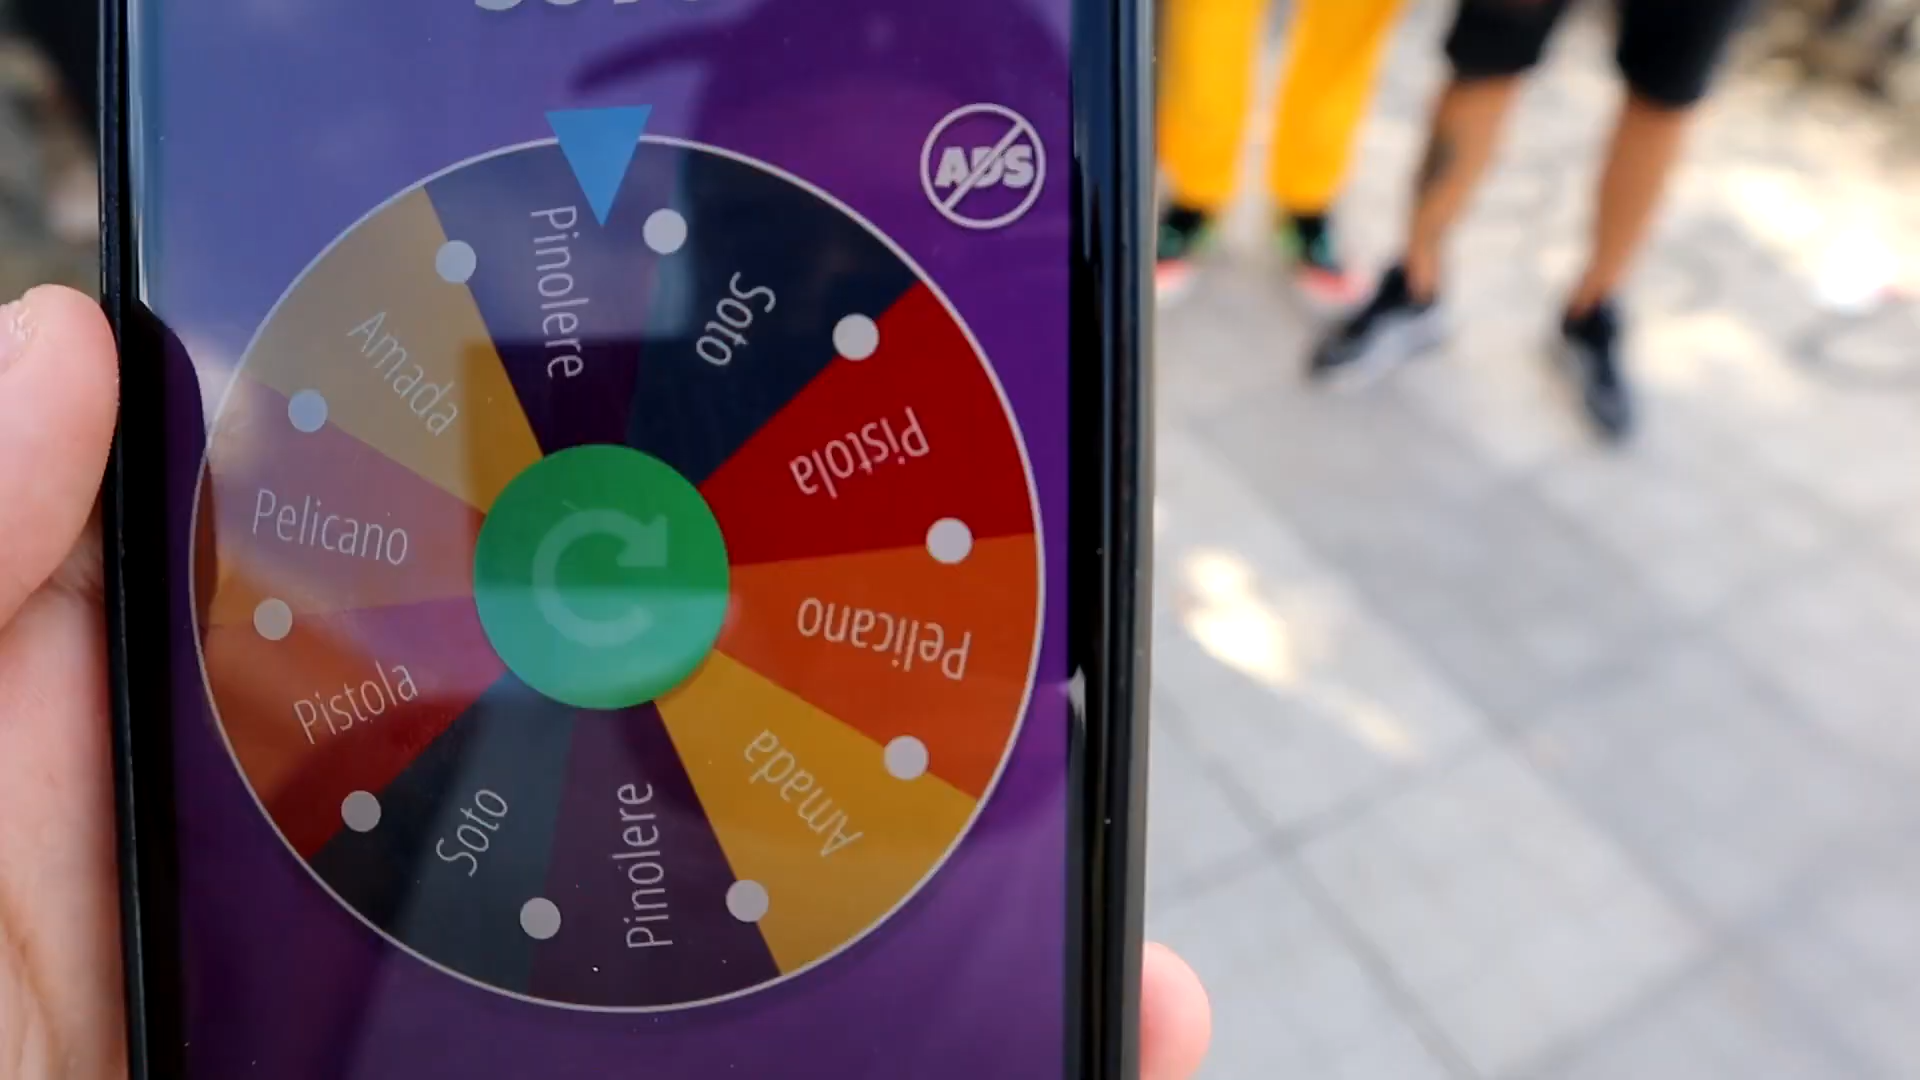 ADS
Pinolere
Soto
Pistola
Pelicano
Amada
Pinolere
Soto
Pistola
Pelicano
Amada